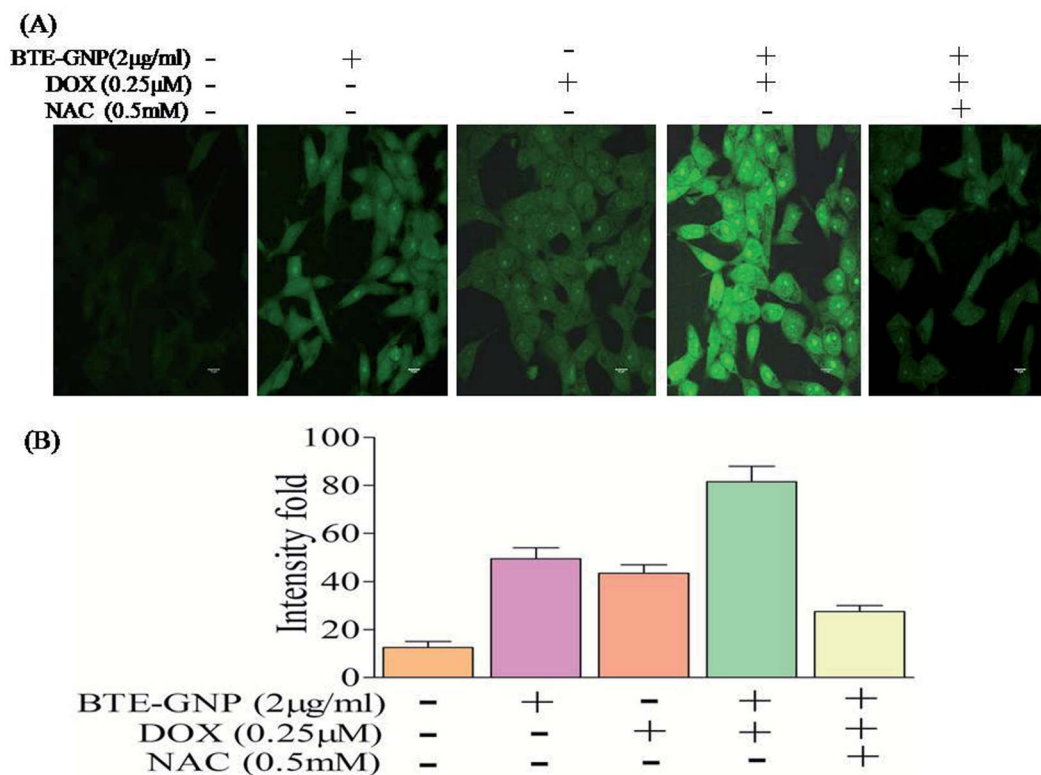 (A)
BTE-GNP(2μg/ml) - + - + +
DOX (0.25μM) - - + + +
NAC (0.5mM) - - - - +
(B)
100
80
60
40
20
0
Intensity fold
BTE-GNP (2μg/ml) - + - + +
DOX (0.25μM) - - + + +
NAC (0.5mM) - - - - +